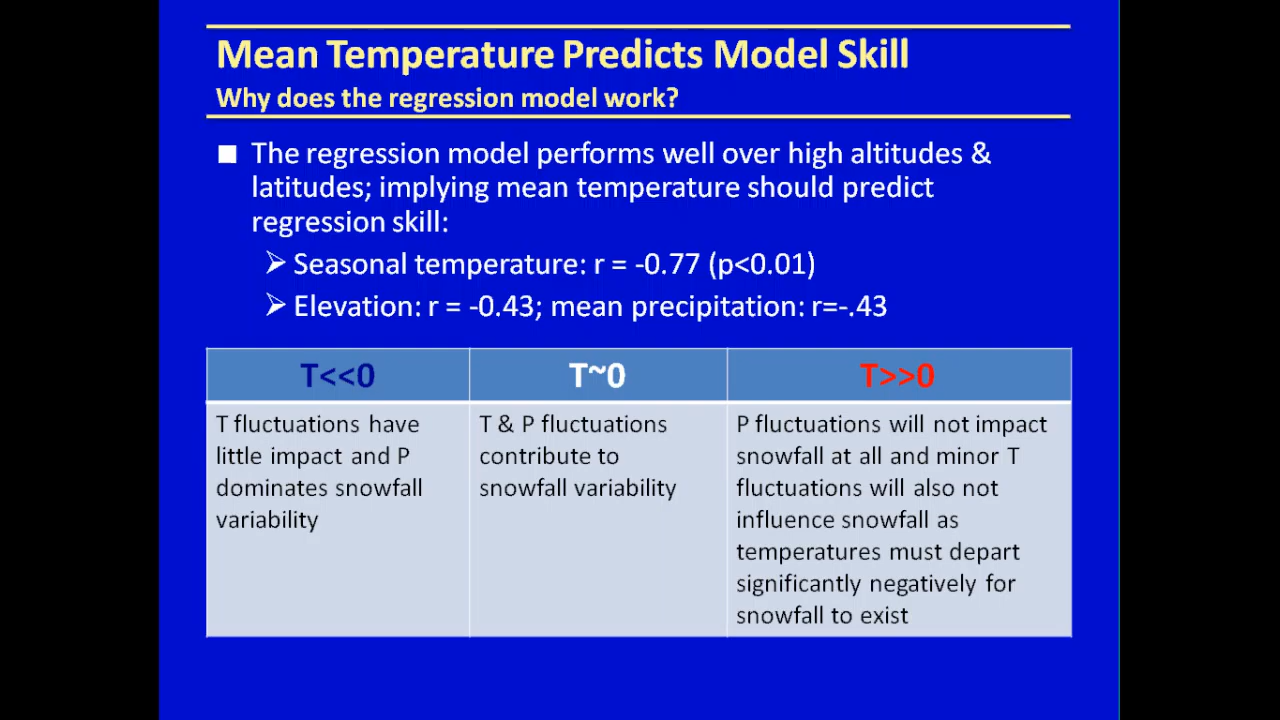 Mean Temperature Predicts Model Skill
Why does the regression model work?
■ The regression model performs well over high altitudes &
latitudes; implying mean temperature should predict
regression skill:
➢ Seasonal temperature: r = -0.77 (p<0.01)
➢ Elevation: r = -0.43; mean precipitation: r=-.43
T<<0
T fluctuations have
little impact and P
dominates snowfall
variability
T~0
T & P fluctuations
contribute to
snowfall variability
T>>0
P fluctuations will not impact
snowfall at all and minor T
fluctuations will also not
influence snowfall as
temperatures must depart
significantly negatively for
snowfall to exist